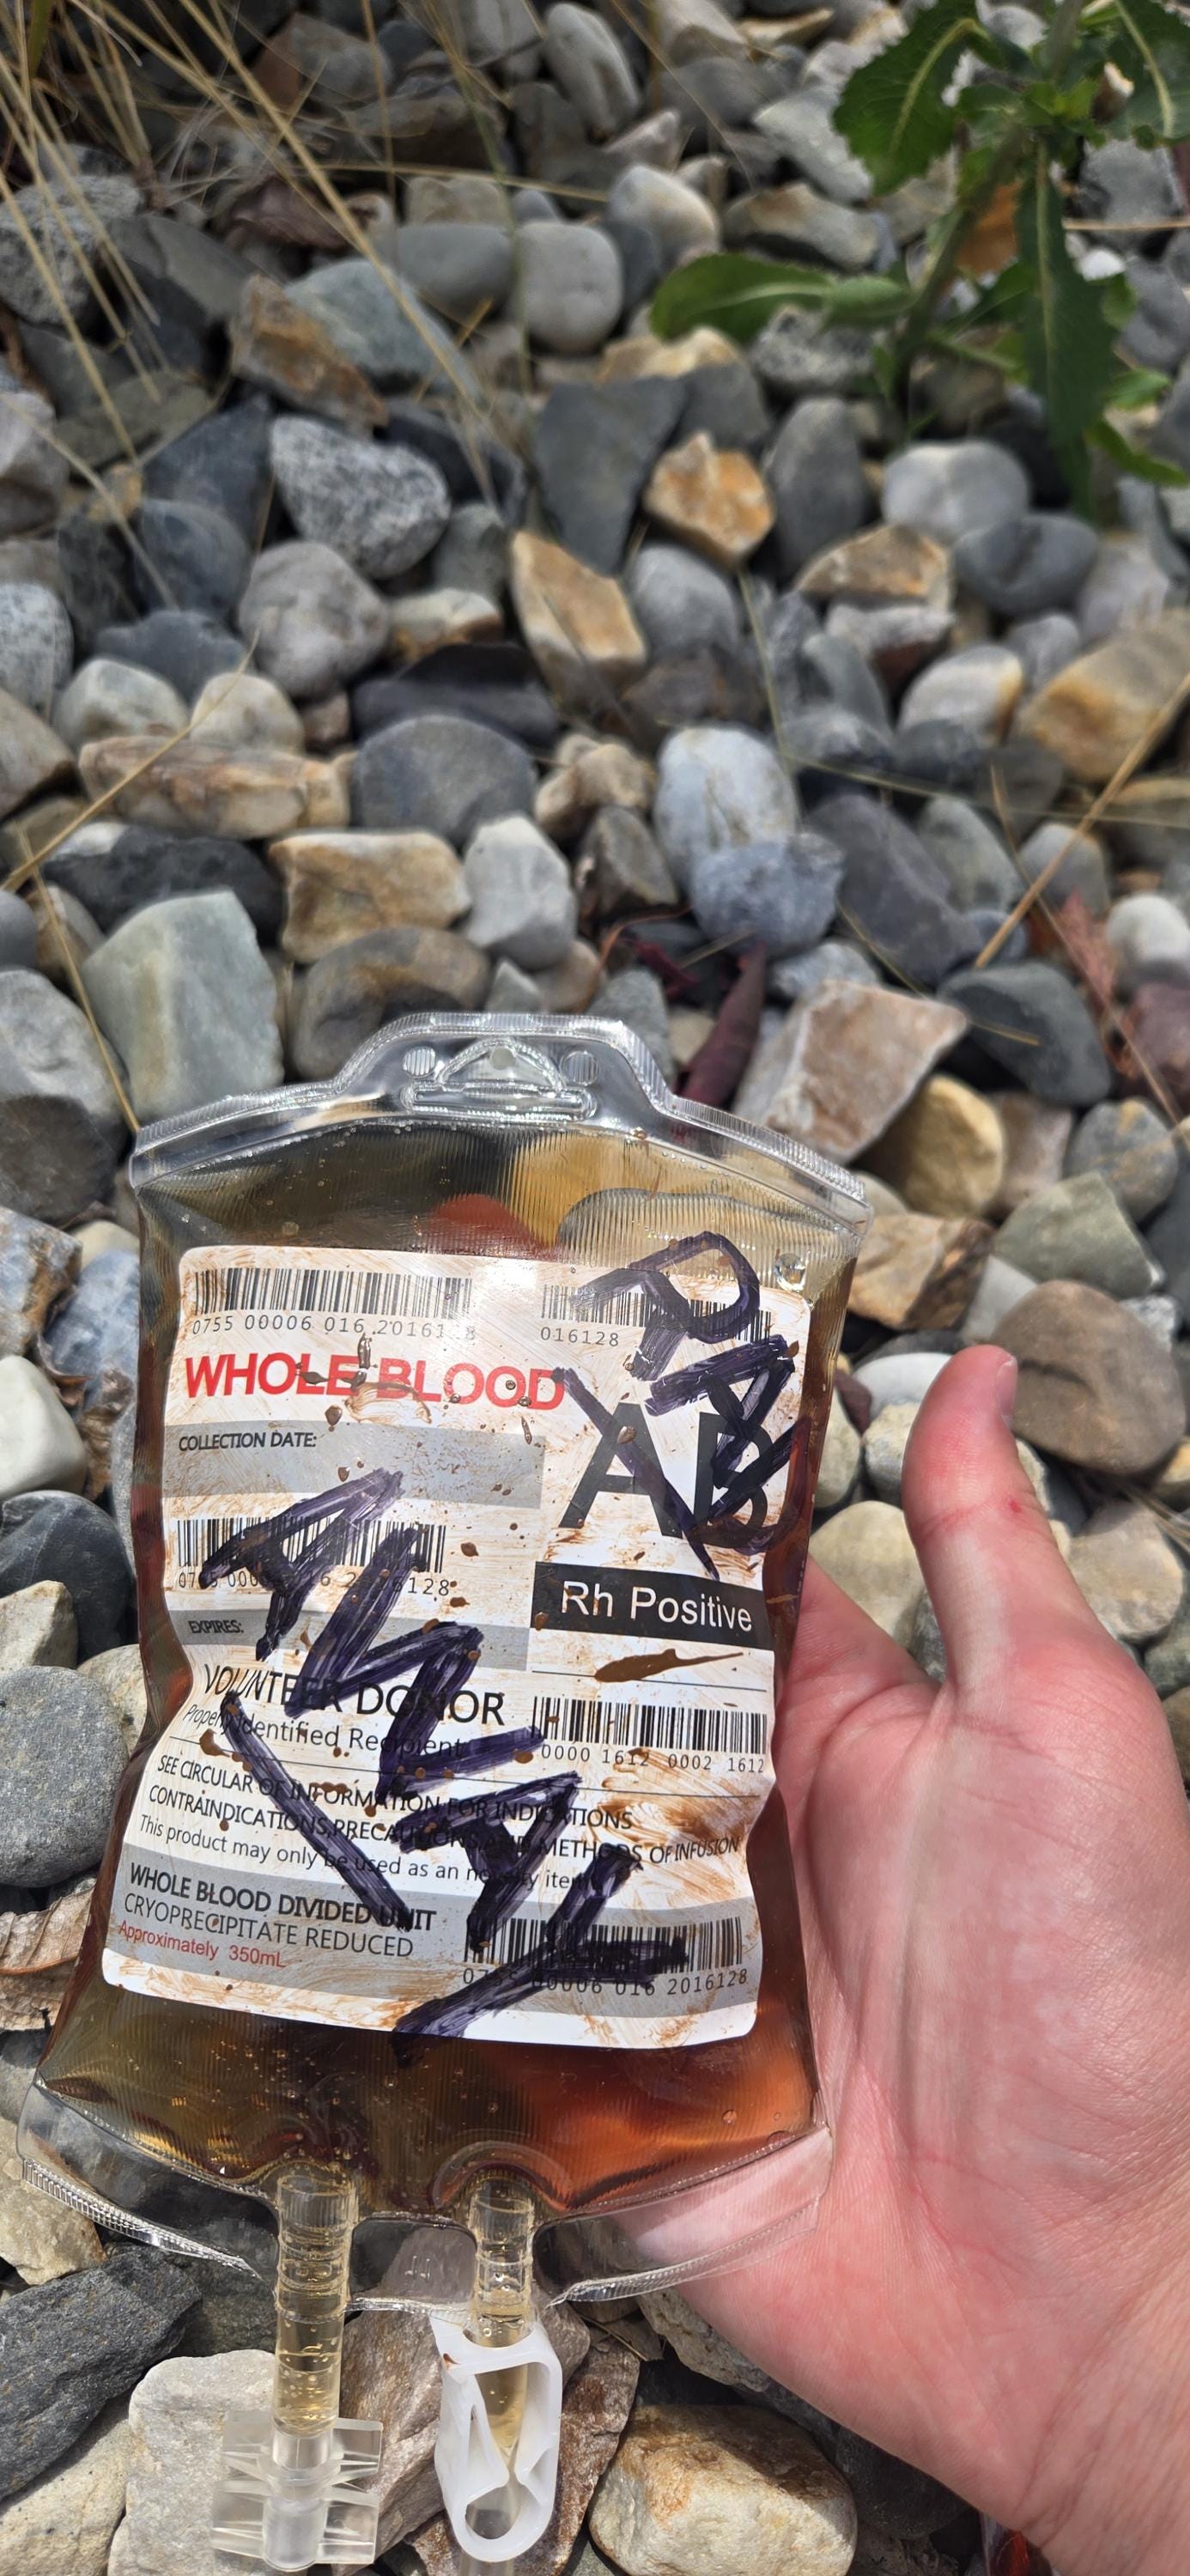 0755 00006 016 2016128
016128
WHOLE BLOOD
COLLECTION DATE:
AB
Rh Positive
EXPIRES:
VOLUNTEER DONOR
Properly Identified Recipient
0000 1612 0002 1612
SEE CIRCULAR OF INFORMATION FOR INDICATIONS
CONTRAINDICATIONS,PRECAUTIONS AND METHODS OF INFUSION
This product may only be used as an novelty item
WHOLE BLOOD DIVIDED UNIT
CRYOPRECIPITATE REDUCED
Approximately 350mL
0755 00006 016 2016128